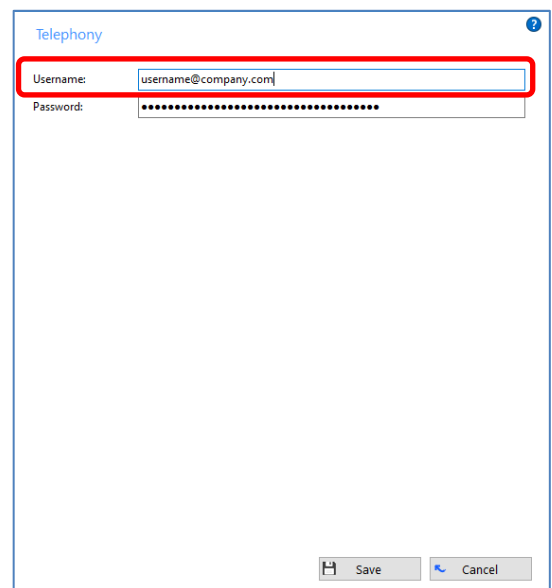 Telephony
?
Username: username@company.com
Password: ••••••••••••••••••••••••••••••••••••
Save Cancel